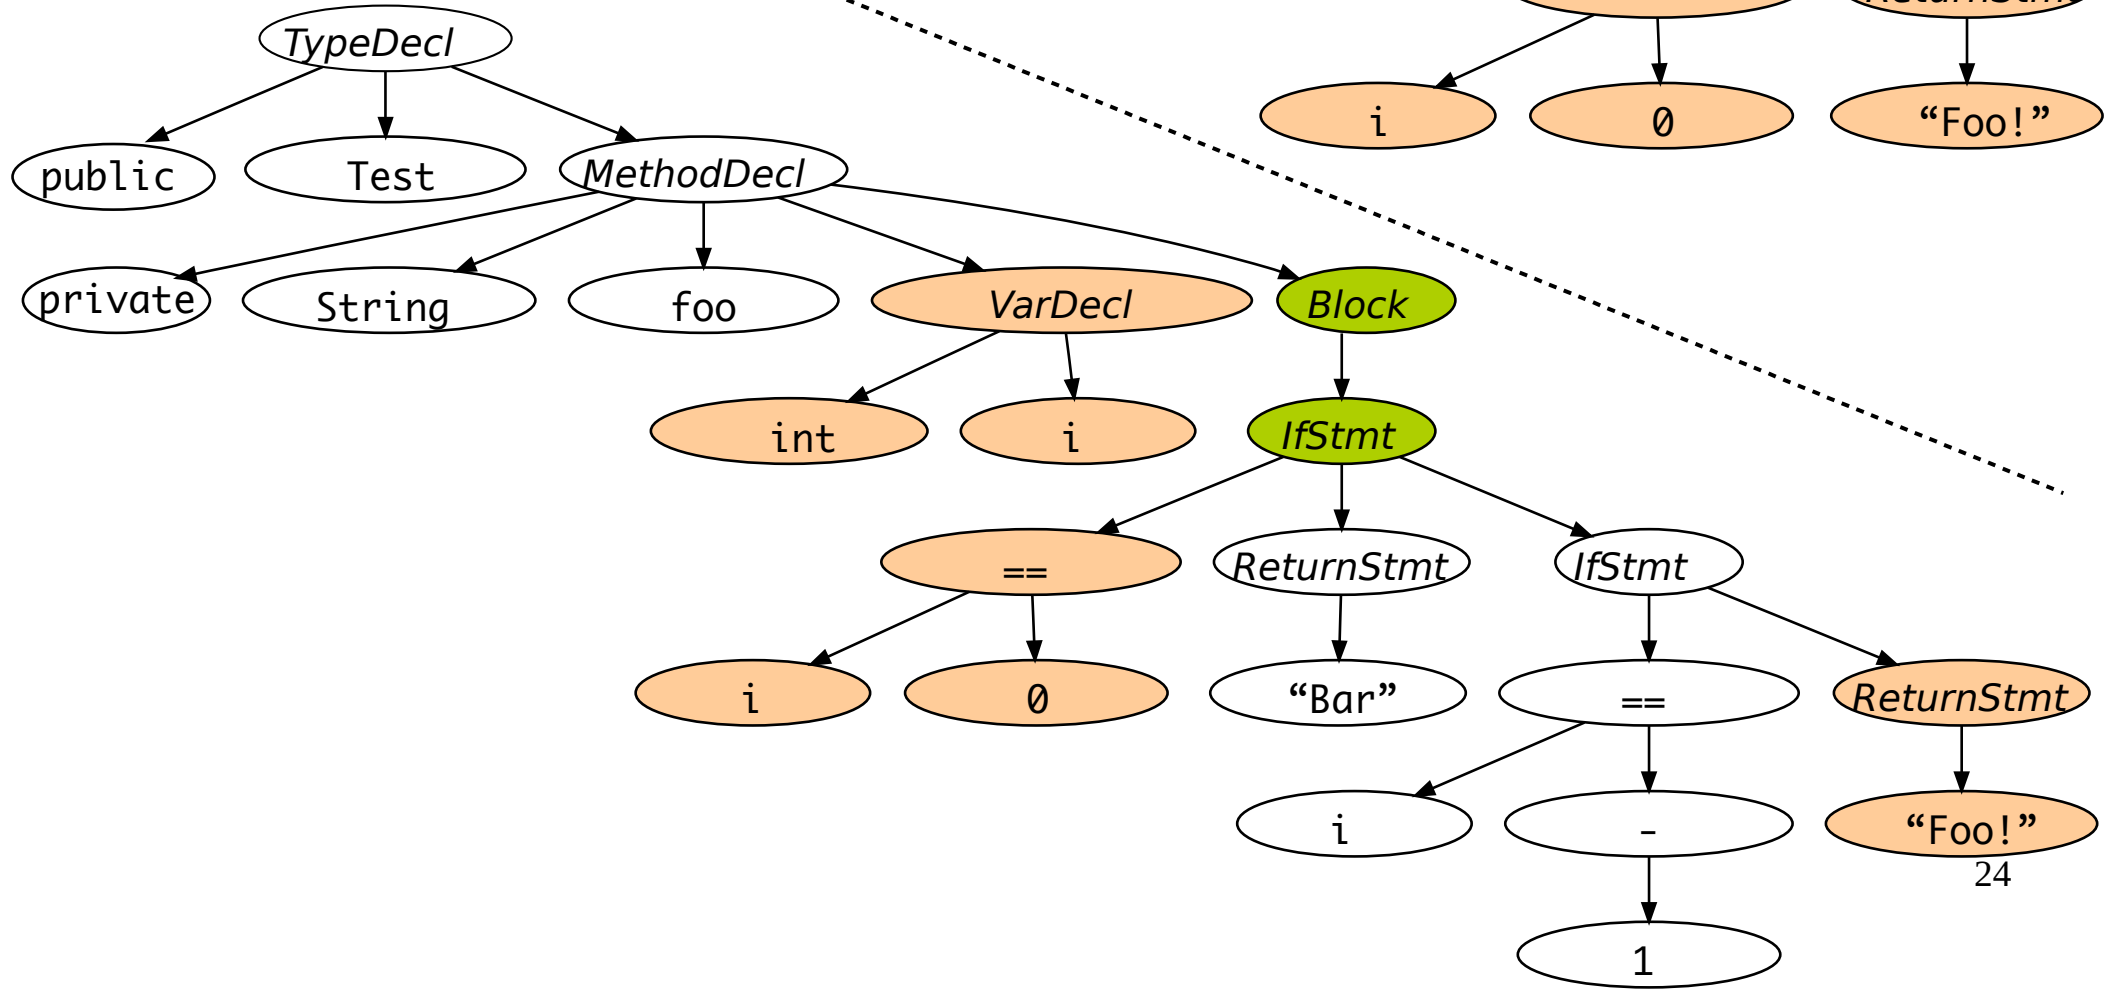 ReturnStmt
TypeDecl
i 0 “Foo!”
public Test MethodDecl
private String foo VarDecl Block
int i IfStmt
== ReturnStmt IfStmt
i 0 “Bar” == ReturnStmt
i - “Foo!”
24
1